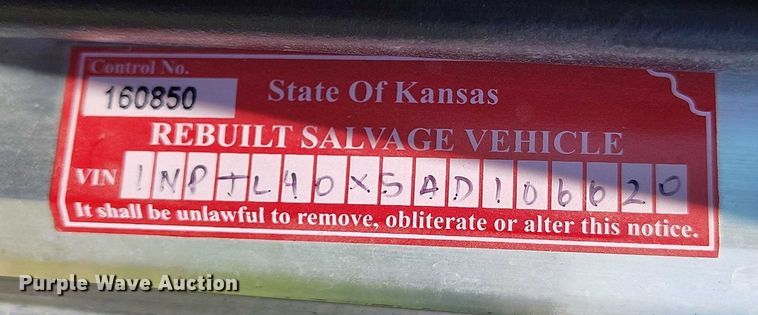 Control No.
160850
State Of Kansas
REBUILT SALVAGE VEHICLE
VIN 1NPTL40X5AD106620
It shall be unlawful to remove, obliterate or alter this notice.
Purple Wave Auction